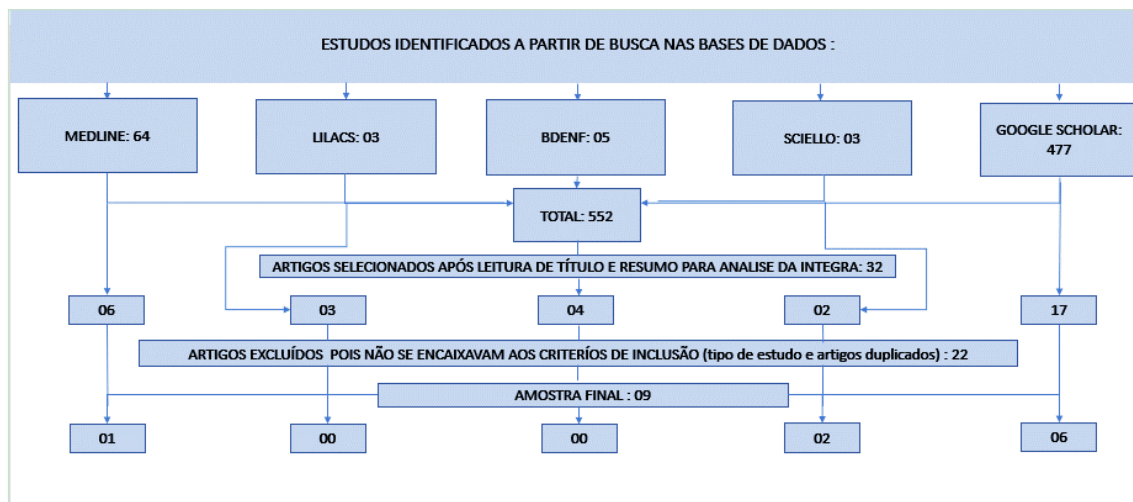 ESTUDOS IDENTIFICADOS A PARTIR DE BUSCA NAS BASES DE DADOS :
MEDLINE: 64
LILACS: 03
BDENF: 05
SCIELLO: 03
GOOGLE SCHOLAR:
477
TOTAL: 552
ARTIGOS SELECIONADOS APÓS LEITURA DE TÍTULO E RESUMO PARA ANALISE DA INTEGRA: 32
06
03
04
02
17
ARTIGOS EXCLUÍDOS POIS NÃO SE ENCAIXAVAM AOS CRITERÍOS DE INCLUSÃO (tipo de estudo e artigos duplicados) : 22
AMOSTRA FINAL : 09
01
00
00
02
06